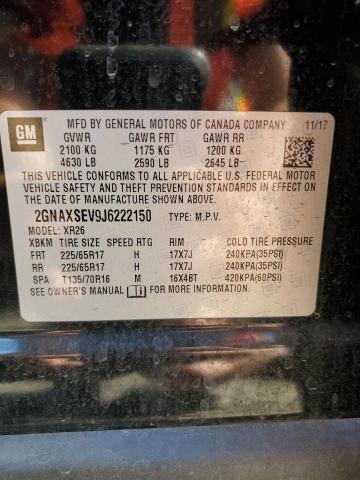 GM
MFD BY GENERAL MOTORS OF CANADA COMPANY 11/17
GVWR GAWR FRT GAWR RR
2100 KG 1175 KG 1200 KG
4630 LB 2590 LB 2645 LB
THIS VEHICLE CONFORMS TO ALL APPLICABLE U.S. FEDERAL MOTOR
VEHICLE SAFETY AND THEFT PREVENTION STANDARDS IN EFFECT ON
THE DATE OF MANUFACTURE SHOWN ABOVE.
2GNAXSEV9J6222150 TYPE: M.P.V.
MODEL: XR26
XBKM TIRE SIZE SPEED RTG RIM COLD TIRE PRESSURE
FRT 225/65R17 H 17X7J 240KPA(35PSI)
RR 225/65R17 H 17X7J 240KPA(35PSI)
SPA T135/70R16 M 16X4BT 420KPA(60PSI)
SEE OWNER'S MANUAL FOR MORE INFORMATION